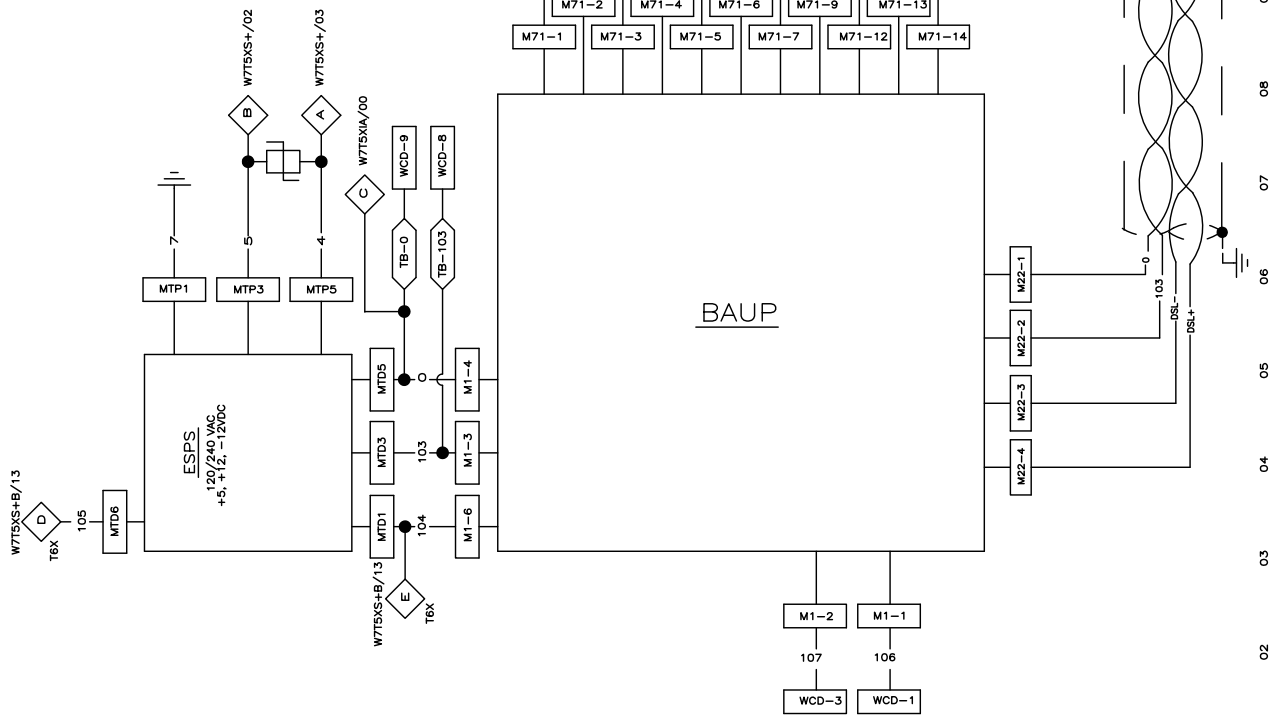 M71-2
M71-4
M71-6
M71-9
M71-13
M71-1
M71-3
M71-5
M71-7
M71-12
M71-14
W7T5XS+/02
B
W7T5XS+/03
A
W7T5XIA/00
C
08
07
06
05
04
03
02
7
5
4
MTP1
MTP3
MTP5
WCD-9
WCD-8
TB-0
TB-103
ESPS
120/240 VAC
+5, +12, -12VDC
MTD5
0
M1-4
MTD3
103
M1-3
MTD1
104
M1-6
W7T5XS+B/13
D
T6X
105
MTD6
W7T5XS+B/13
E
T6X
BAUP
M22-1
M22-2
M22-3
M22-4
0
103
DSL-
DSL+
M1-2
M1-1
107
106
WCD-3
WCD-1